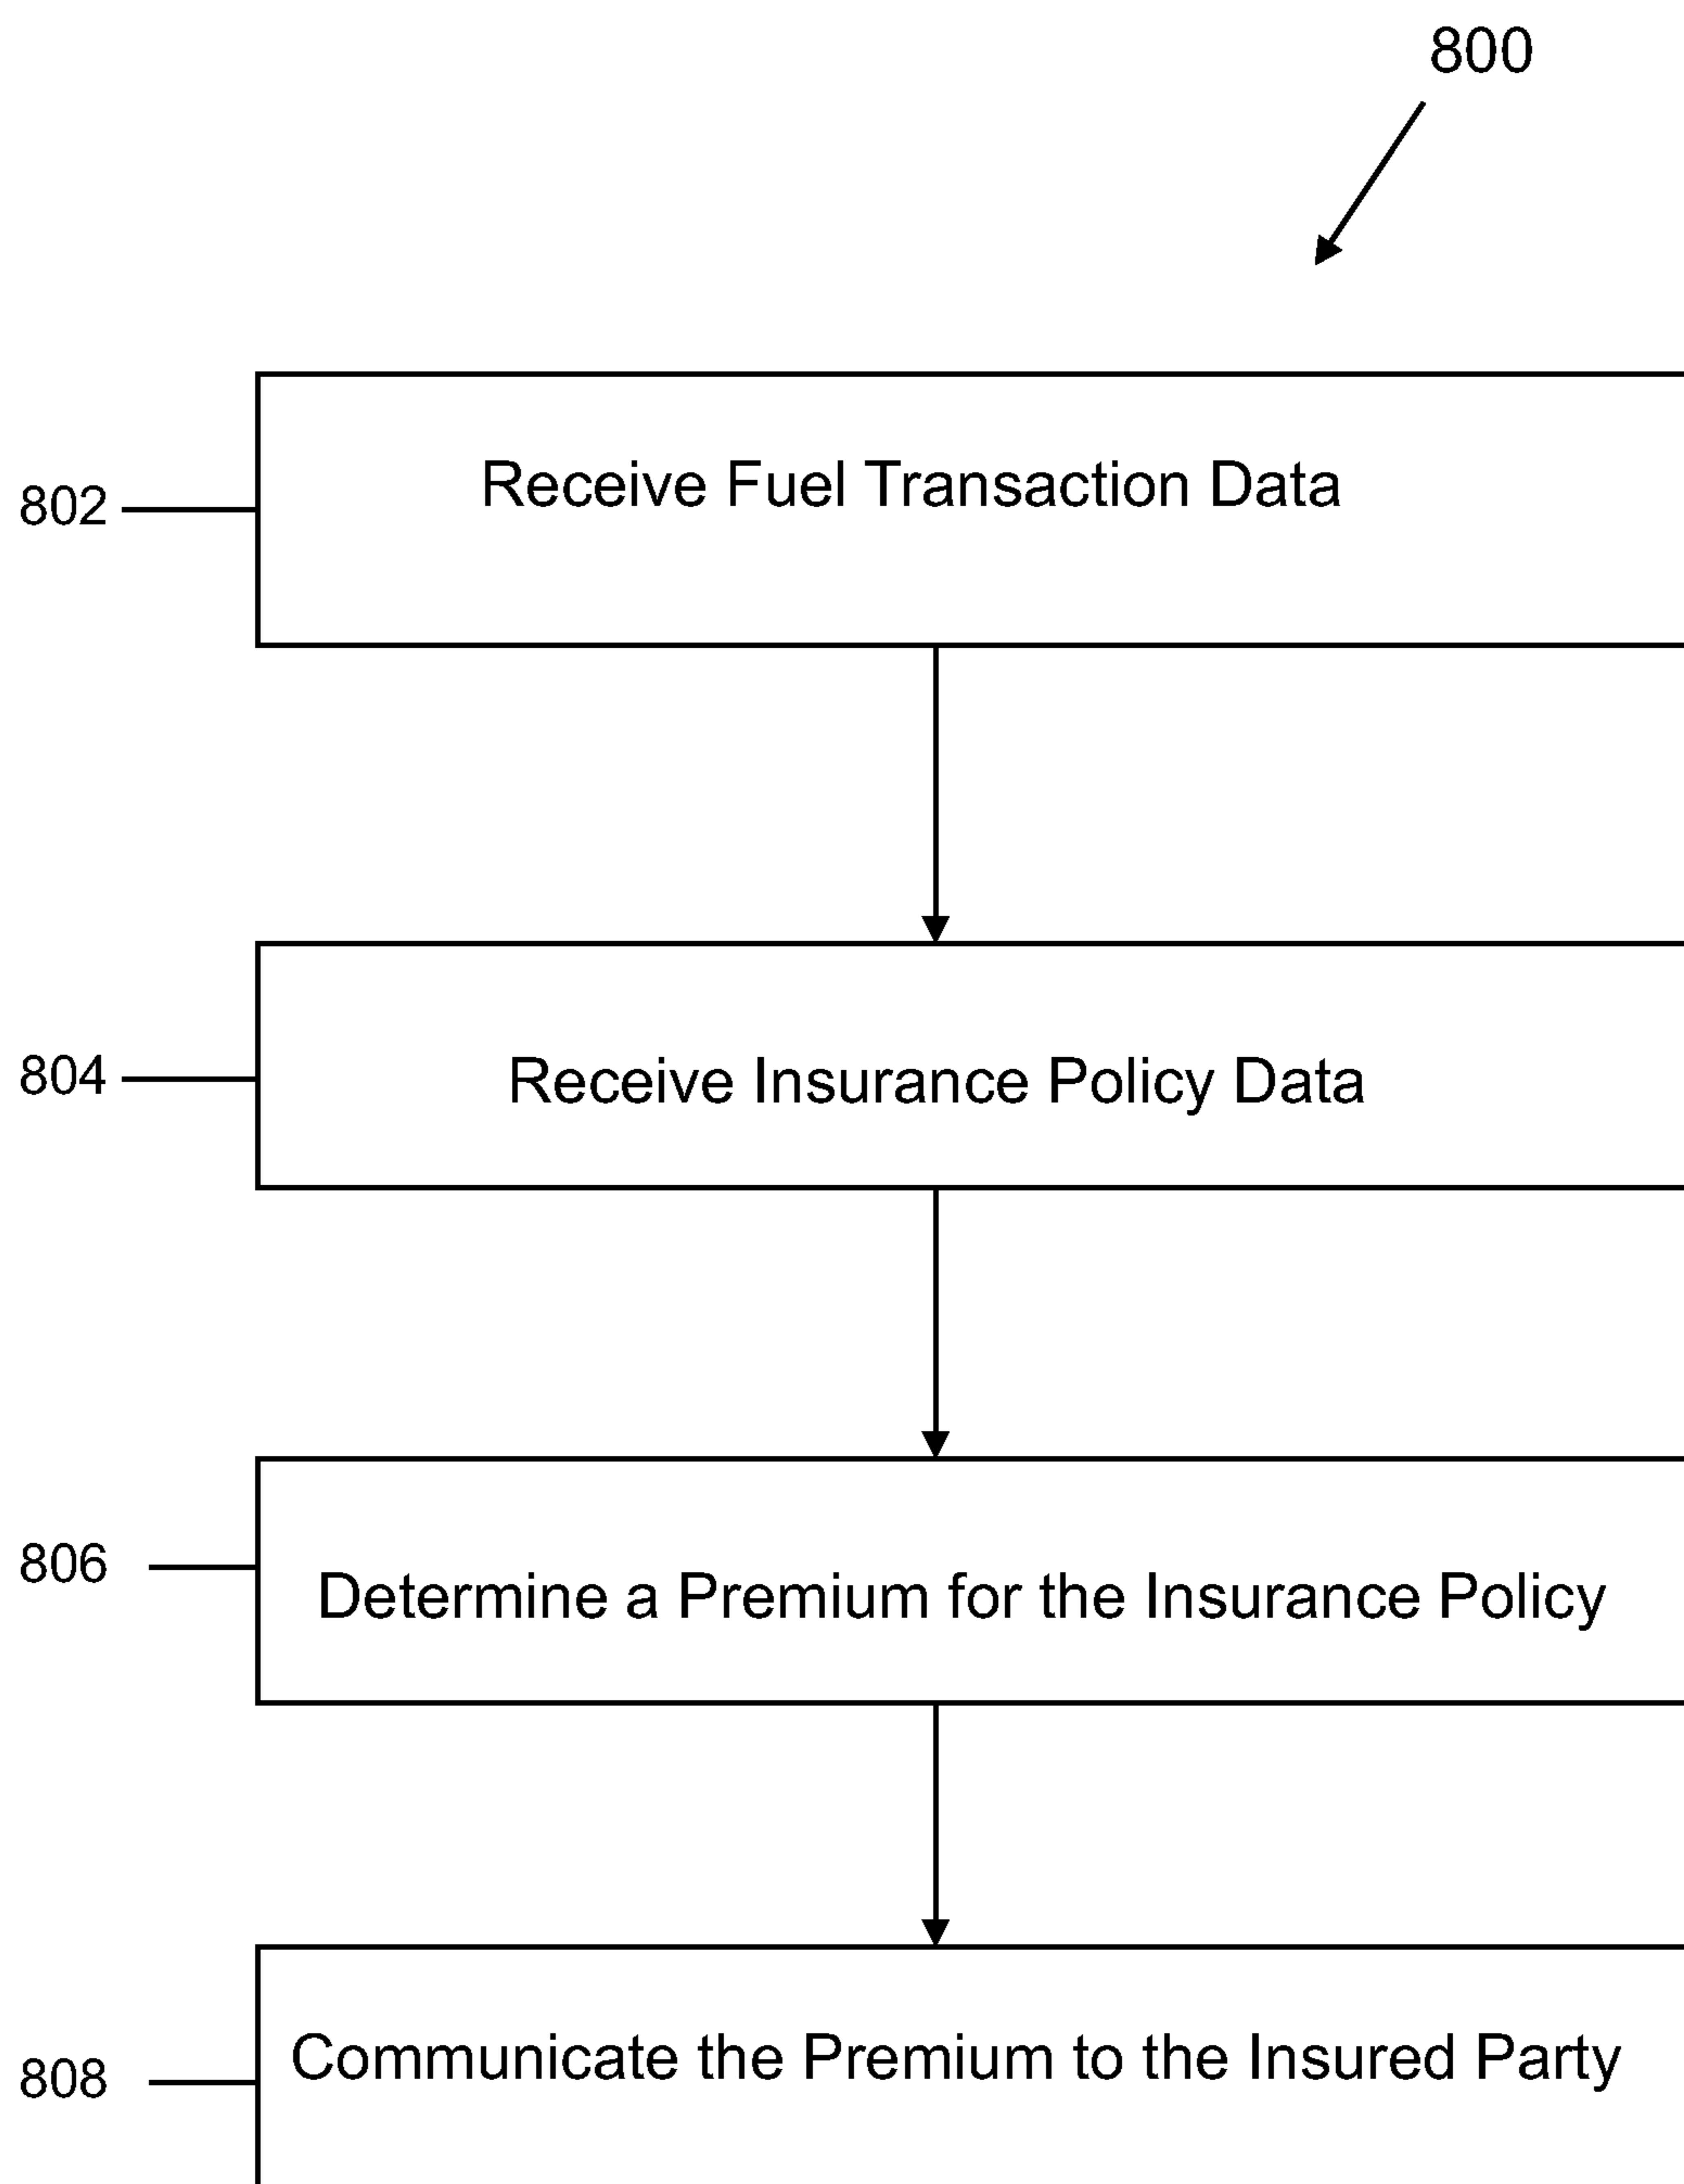 800
802
Receive Fuel Transaction Data
804
Receive Insurance Policy Data
806
Determine a Premium for the Insurance Policy
808
Communicate the Premium to the Insured Party